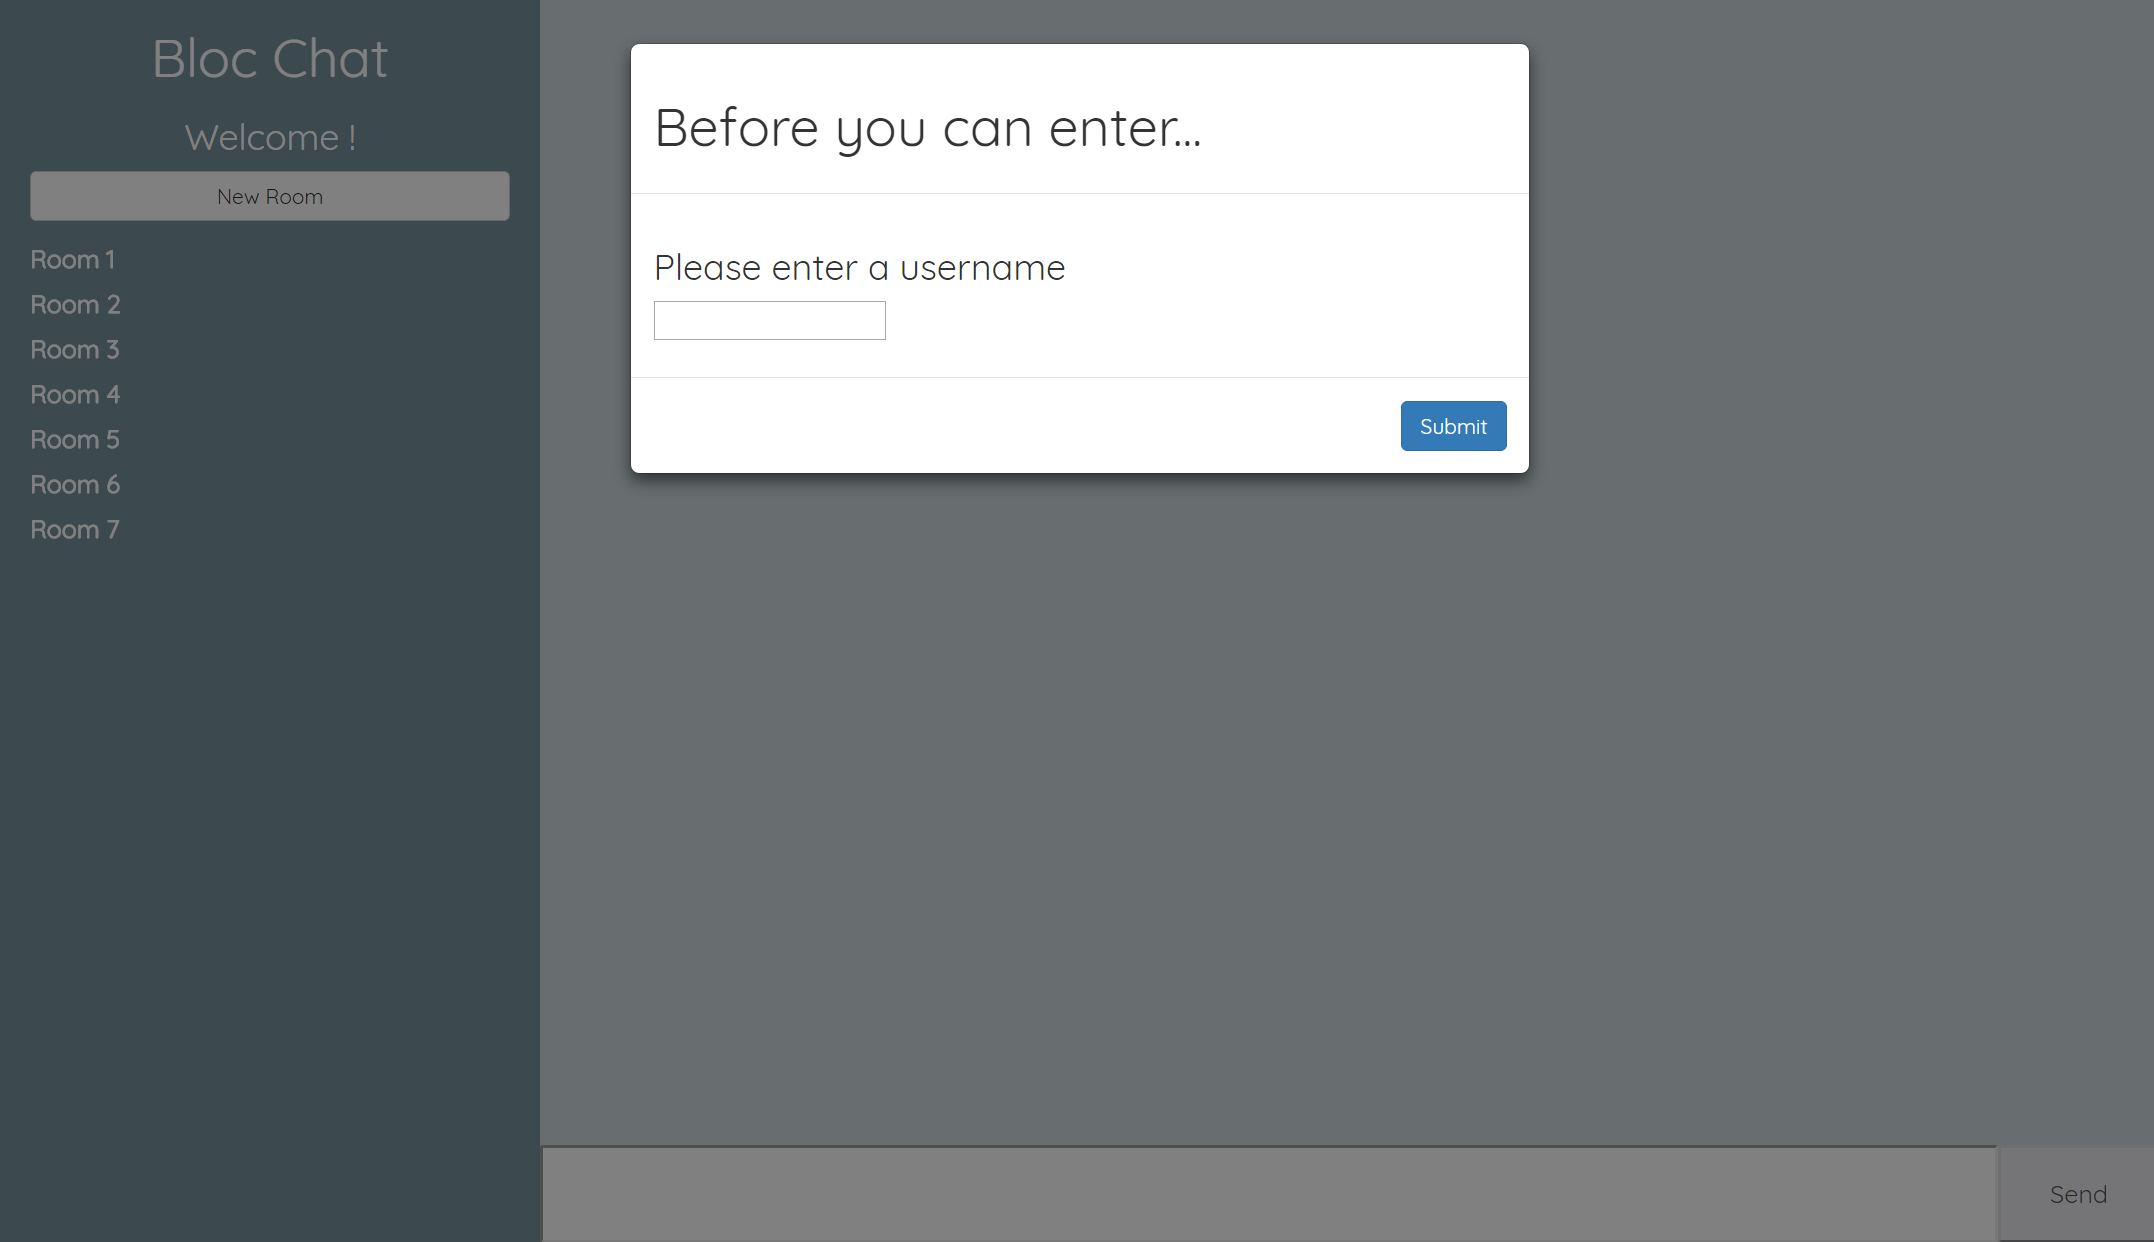 Bloc Chat
Welcome !
New Room
Room 1
Room 2
Room 3
Room 4
Room 5
Room 6
Room 7
Before you can enter...
Please enter a username
Submit
Send